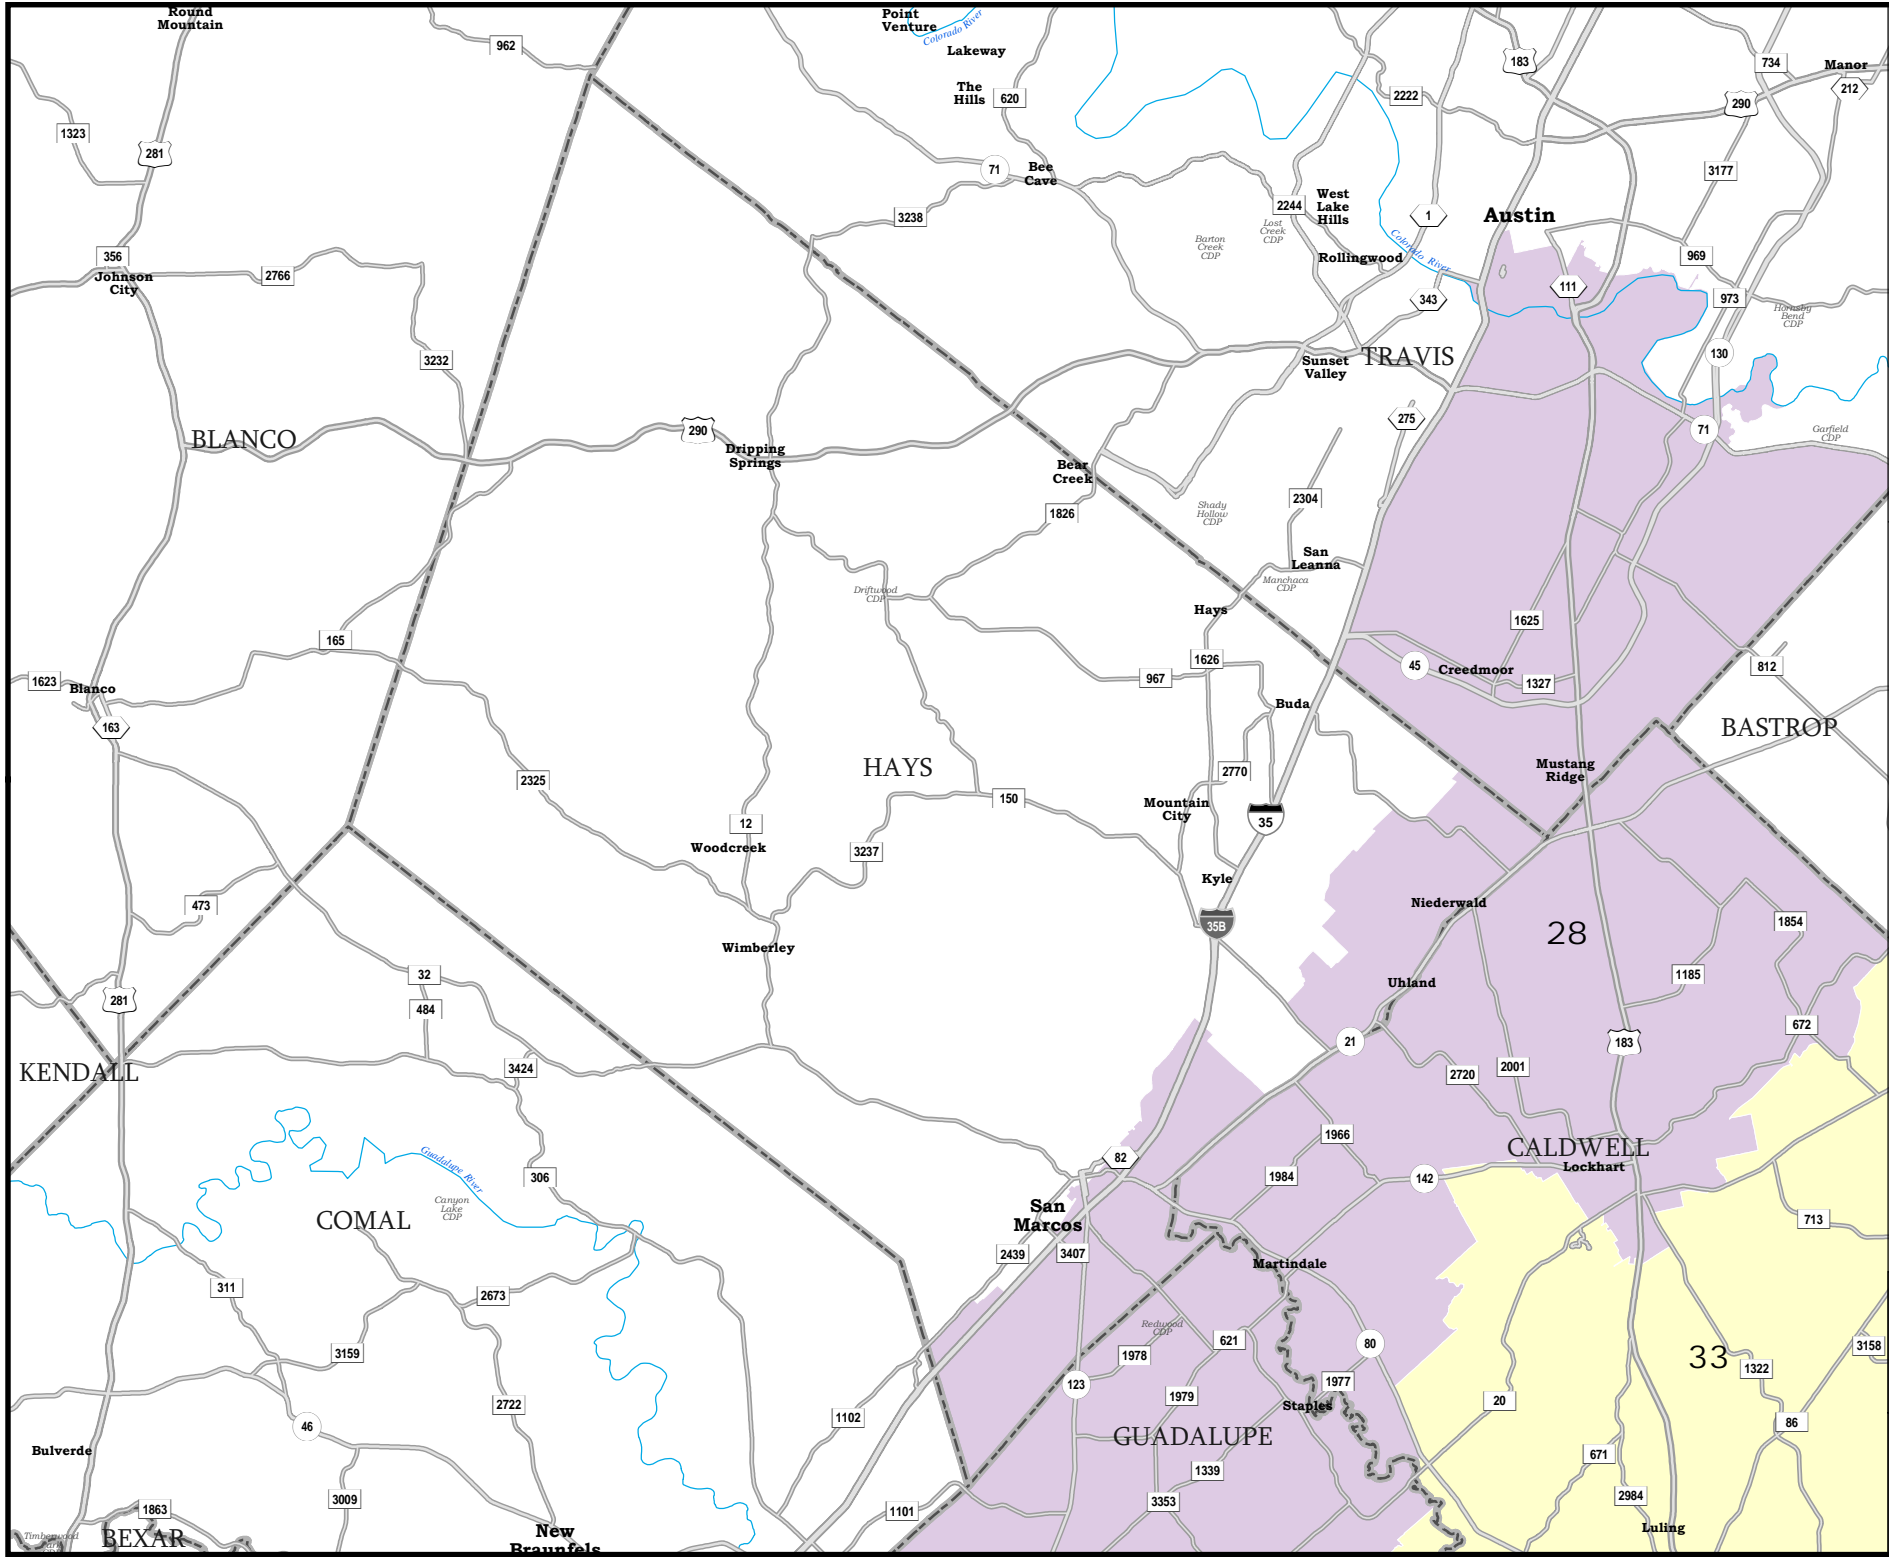 Round
Mountain
962
Point
Venture
Colorado River
Lakeway
The
Hills
620
183
734
Manor
212
2222
290
1323
281
71
Bee
Cave
3177
3238
2244
West
Lake
Hills
1
Austin
Lost
Creek
CDP
Barton
Creek
CDP
Colorado River
Rollingwood
969
356
Johnson
City
2766
111
343
973
Hornsby
Bend
CDP
3232
130
Sunset
Valley
TRAVIS
275
71
Garfield
CDP
BLANCO
290
Dripping
Springs
Bear
Creek
2304
1826
Shady
Hollow
CDP
San
Leanna
Manchaca
CDP
Driftwood
CDP
Hays
1625
165
1626
45
Creedmoor
812
1623
Blanco
967
1327
163
Buda
BASTROP
HAYS
2770
Mustang
Ridge
2325
150
Mountain
City
12
35
Woodcreek
3237
Kyle
473
Niederwald
35B
28
1854
Wimberley
32
1185
Uhland
281
484
672
21
183
KENDALL
3424
2720
2001
1966
Guadalupe River
82
CALDWELL
Lockhart
306
1984
142
Canyon
Lake
CDP
San
Marcos
COMAL
713
2439
3407
Martindale
311
2673
Redwood
CDP
621
80
3158
3159
1978
33
1322
123
1977
1979
20
2722
Staples
1102
46
86
GUADALUPE
Bulverde
671
1339
3009
3353
2984
1863
1101
Luling
Timberwood
BEXAR
New
Braunfels